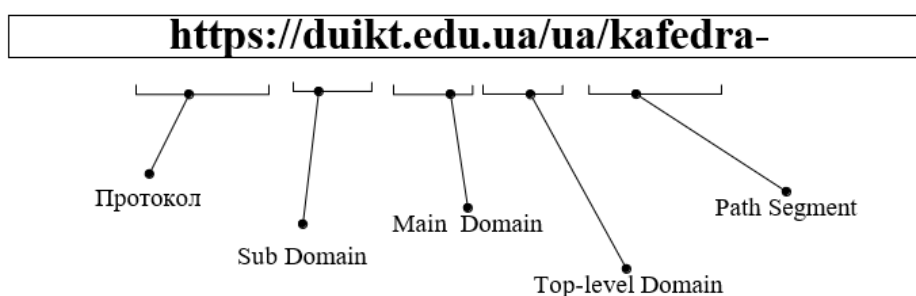 https://duikt.edu.ua/ua/kafedra-
Протокол
Sub Domain
Main Domain
Top-level Domain
Path Segment